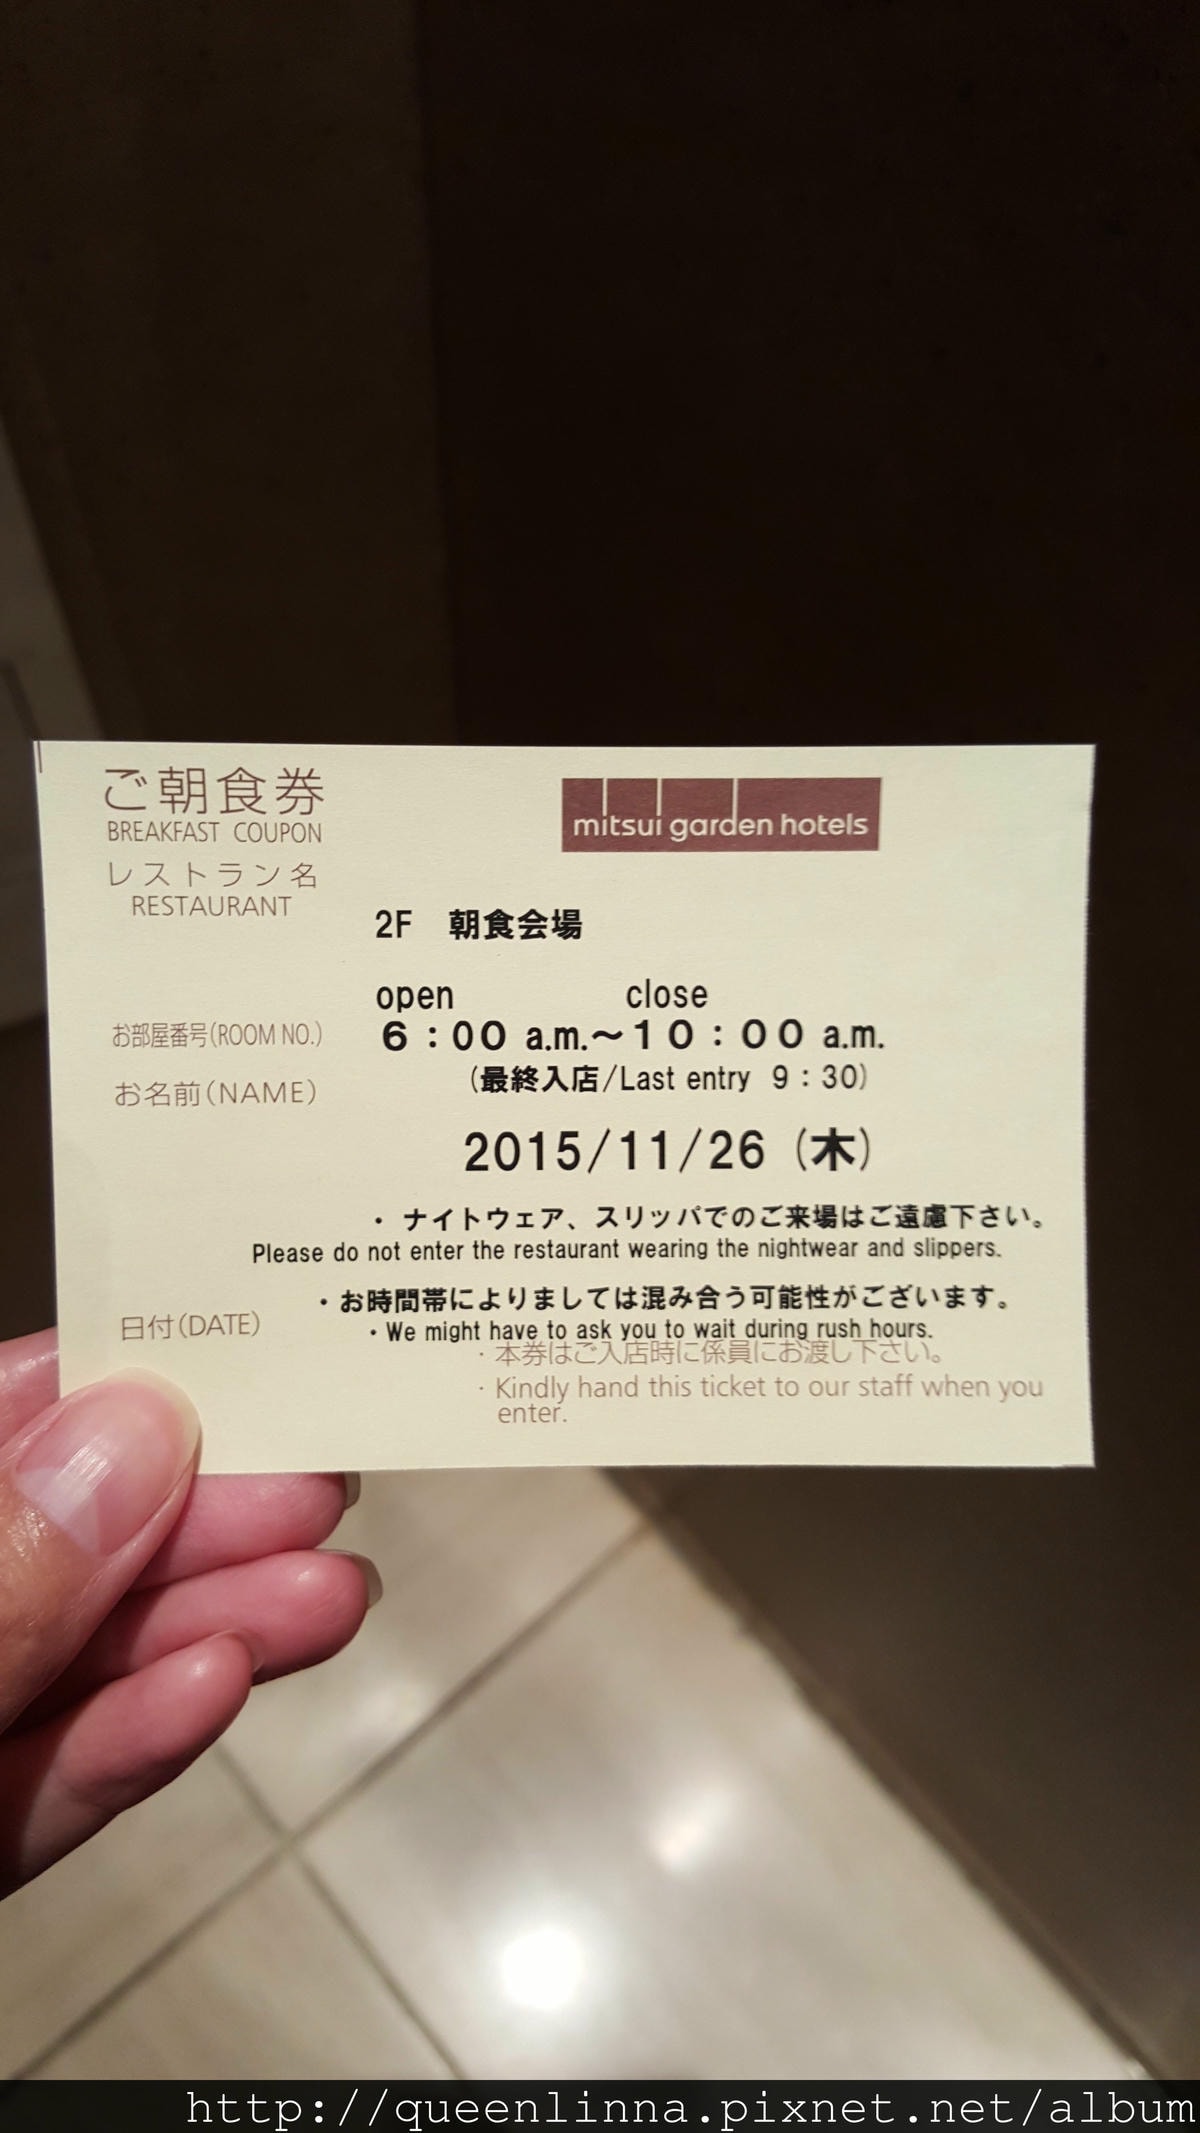 ご朝食券
BREAKFAST COUPON
mitsui garden hotels
レストラン名
RESTAURANT
2F 朝食会場
open close
お部屋番号(ROOM NO.)
6:00 a.m.～10:00 a.m.
(最終入店/Last entry 9:30)
お名前(NAME)
2015/11/26 (木)
・ ナイトウェア、スリッパでのご来場はご遠慮下さい。
Please do not enter the restaurant wearing the nightwear and slippers.
・お時間帯によりましては混み合う可能性がございます。
日付(DATE)
・We might have to ask you to wait during rush hours.
・本券はご入店時に係員にお渡し下さい。
・Kindly hand this ticket to our staff when you
enter.
http://queenlinna.pixnet.net/album